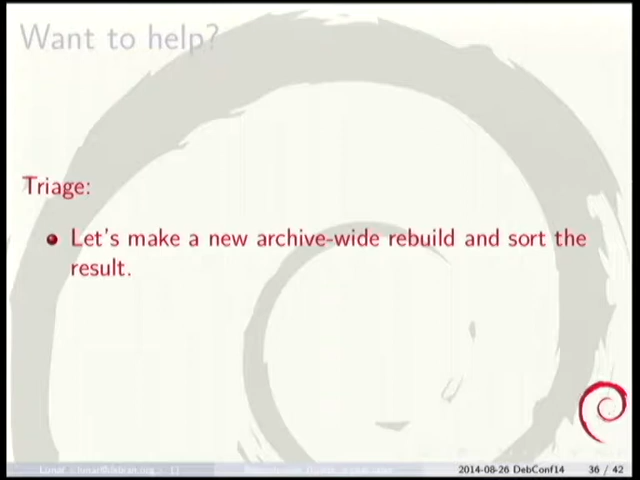 Want to help?
Triage:
Let's make a new archive-wide rebuild and sort the
result.
2014-08-26 DebConf14 36 / 42